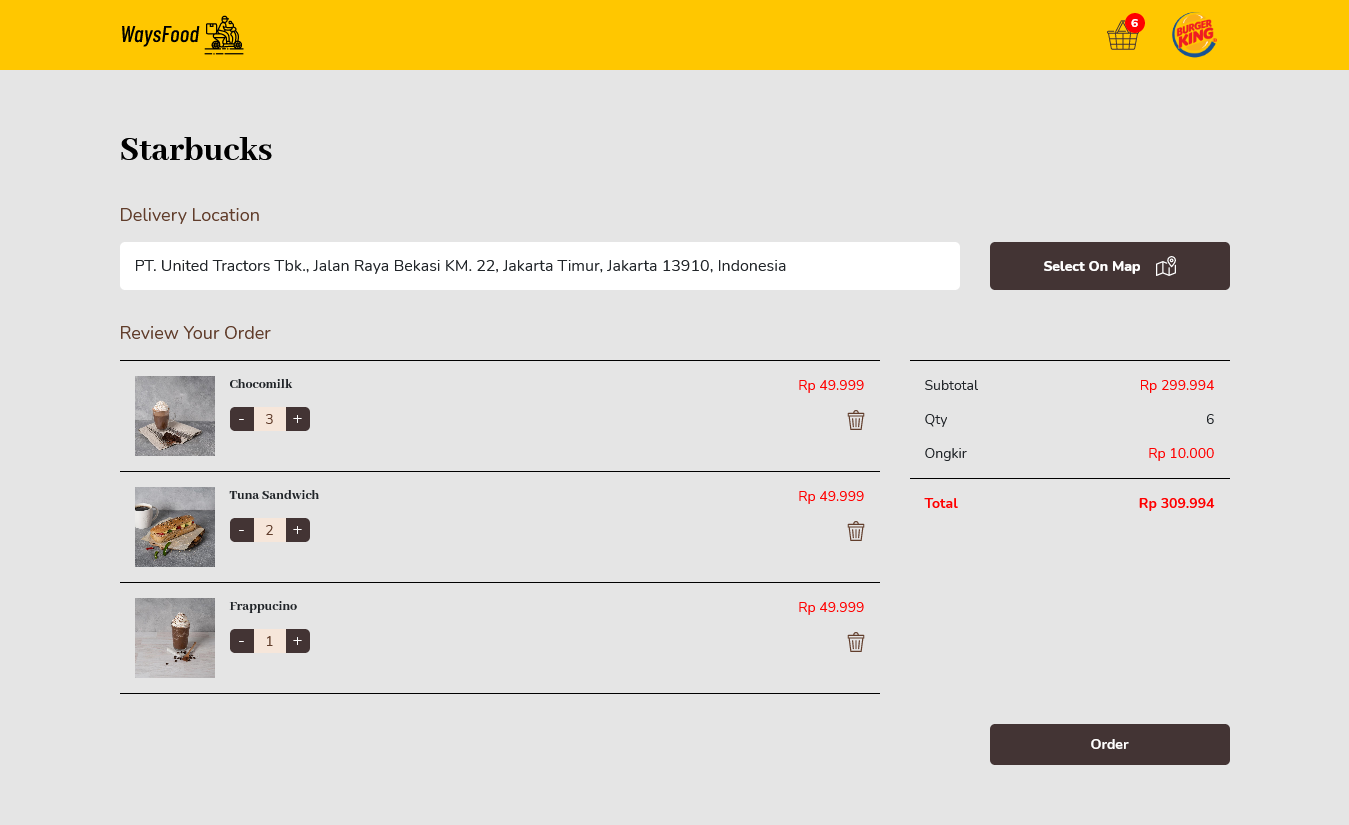 WaysFood
6
BURGER
KING
Starbucks
Delivery Location
PT. United Tractors Tbk., Jalan Raya Bekasi KM. 22, Jakarta Timur, Jakarta 13910, Indonesia
Select On Map
Review Your Order
Chocomilk
Rp 49.999
- 3 +
Tuna Sandwich
Rp 49.999
- 2 +
Frappucino
Rp 49.999
- 1 +
Subtotal
Rp 299.994
Qty
6
Ongkir
Rp 10.000
Total
Rp 309.994
Order